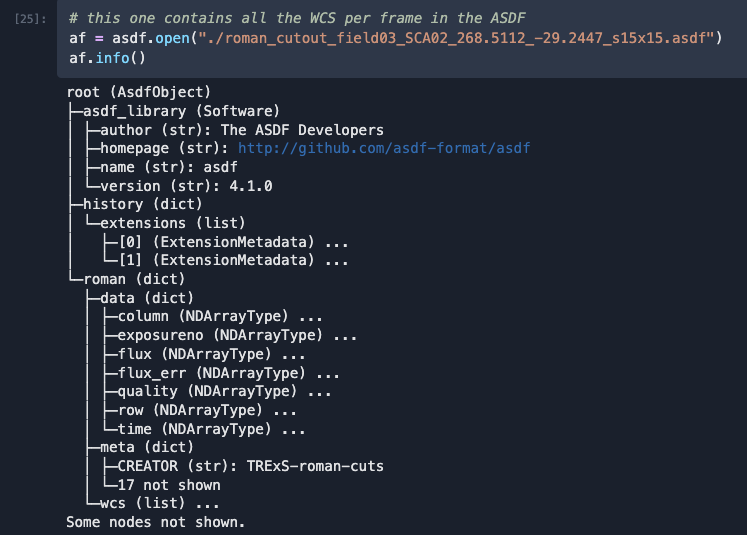 [25]:
# this one contains all the WCS per frame in the ASDF
af = asdf.open("./roman_cutout_field03_SCA02_268.5112_-29.2447_s15x15.asdf")
af.info()
root (AsdfObject)
├─asdf_library (Software)
│ ├─author (str): The ASDF Developers
│ ├─homepage (str): http://github.com/asdf-format/asdf
│ ├─name (str): asdf
│ └─version (str): 4.1.0
├─history (dict)
│ └─extensions (list)
│   ├─[0] (ExtensionMetadata) ...
│   └─[1] (ExtensionMetadata) ...
└─roman (dict)
  ├─data (dict)
  │ ├─column (NDArrayType) ...
  │ ├─exposureno (NDArrayType) ...
  │ ├─flux (NDArrayType) ...
  │ ├─flux_err (NDArrayType) ...
  │ ├─quality (NDArrayType) ...
  │ ├─row (NDArrayType) ...
  │ └─time (NDArrayType) ...
  ├─meta (dict)
  │ ├─CREATOR (str): TRExS-roman-cuts
  │ └─17 not shown
  └─wcs (list) ...
Some nodes not shown.